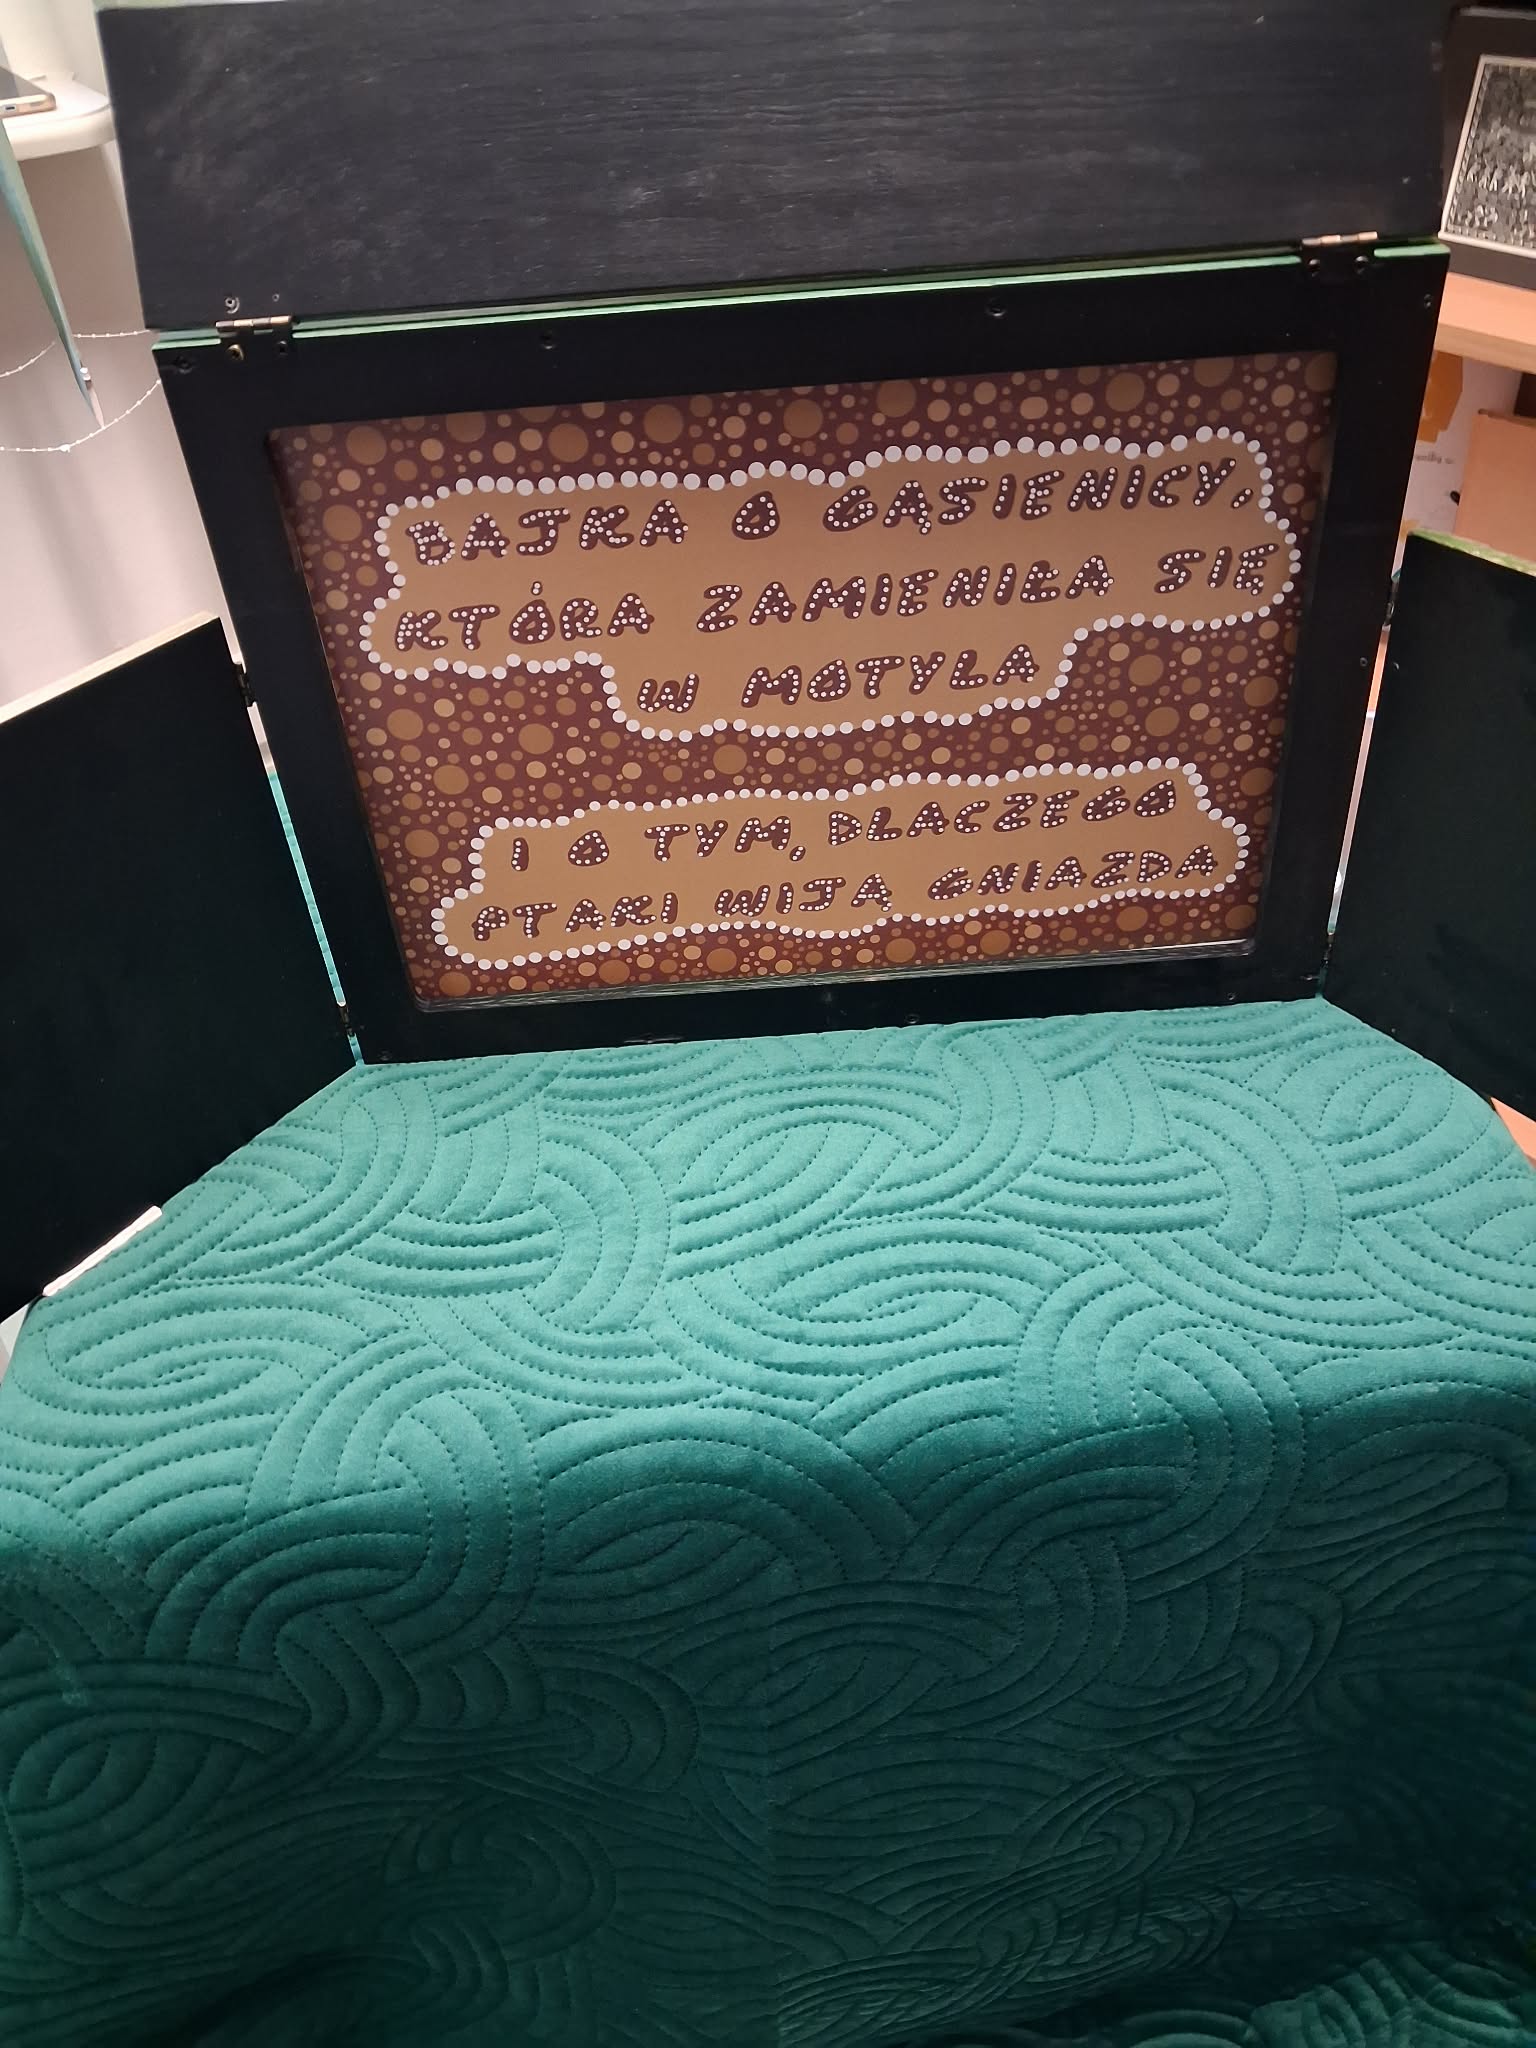 BAJKA O GĄSIENICY,
KTÓRA ZAMIENIŁA SIĘ
W MOTYLA
I O TYM, DLACZEGO
PTAKI WIJĄ GNIAZDA